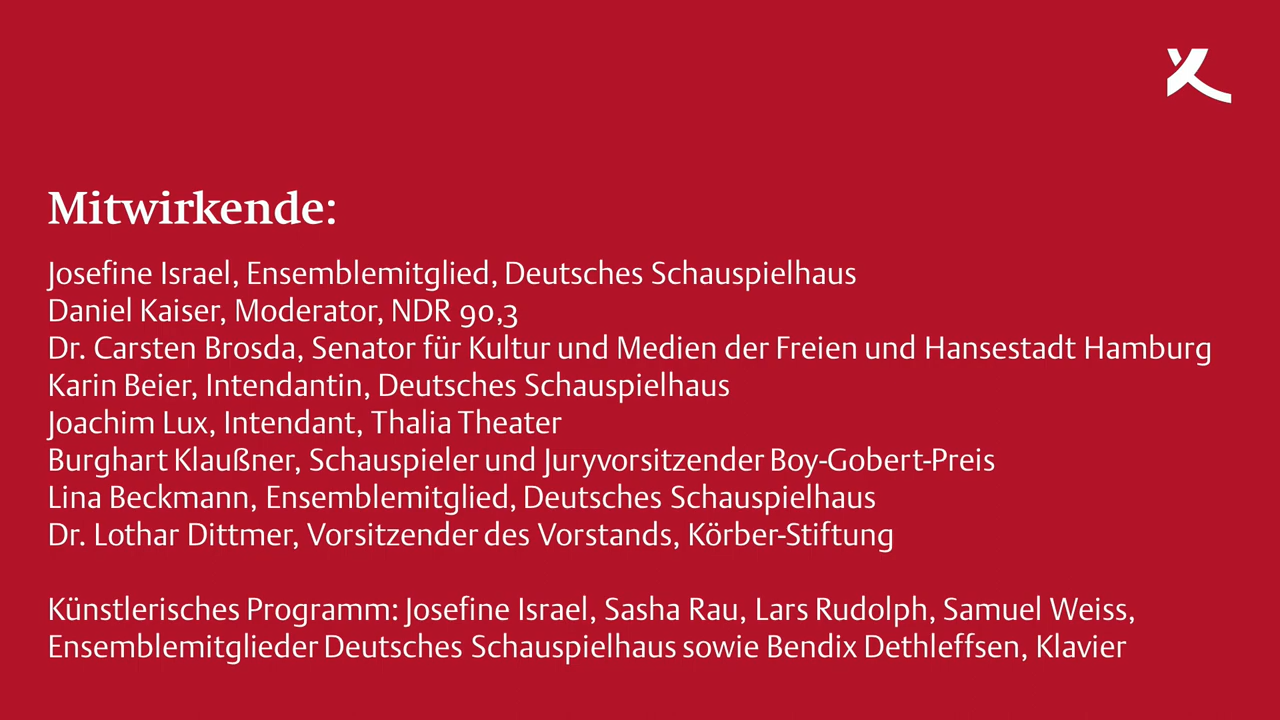 Mitwirkende:
Josefine Israel, Ensemblemitglied, Deutsches Schauspielhaus
Daniel Kaiser, Moderator, NDR 90,3
Dr. Carsten Brosda, Senator für Kultur und Medien der Freien und Hansestadt Hamburg
Karin Beier, Intendantin, Deutsches Schauspielhaus
Joachim Lux, Intendant, Thalia Theater
Burghart Klaußner, Schauspieler und Juryvorsitzender Boy-Gobert-Preis
Lina Beckmann, Ensemblemitglied, Deutsches Schauspielhaus
Dr. Lothar Dittmer, Vorsitzender des Vorstands, Körber-Stiftung
Künstlerisches Programm: Josefine Israel, Sasha Rau, Lars Rudolph, Samuel Weiss,
Ensemblemitglieder Deutsches Schauspielhaus sowie Bendix Dethleffsen, Klavier